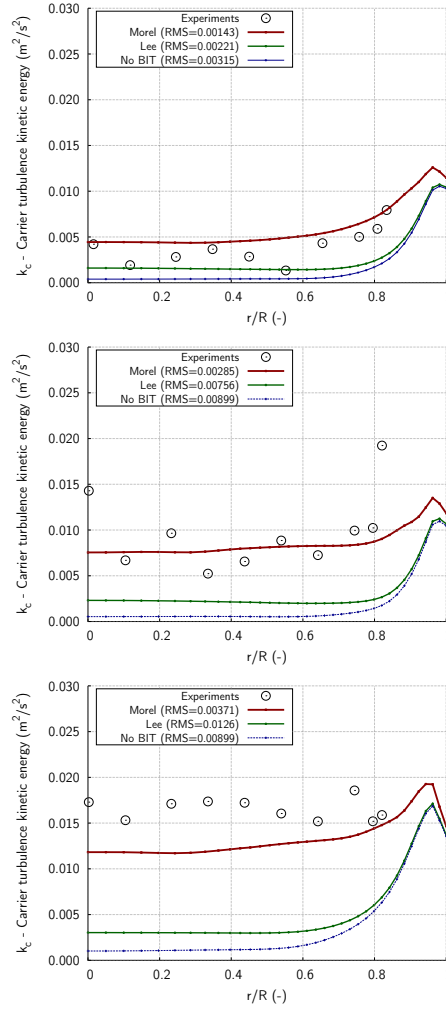 0.030
0.025
0.020
0.015
0.010
0.005
0.000
k_c - Carrier turbulence kinetic energy (m²/s²)
Experiments
Morel (RMS=0.00143)
Lee (RMS=0.00221)
No BIT (RMS=0.00315)
0 0.2 0.4 0.6 0.8
r/R (-)
0.030
0.025
0.020
0.015
0.010
0.005
0.000
k_c - Carrier turbulence kinetic energy (m²/s²)
Experiments
Morel (RMS=0.00285)
Lee (RMS=0.00756)
No BIT (RMS=0.00899)
0 0.2 0.4 0.6 0.8
r/R (-)
0.030
0.025
0.020
0.015
0.010
0.005
0.000
k_c - Carrier turbulence kinetic energy (m²/s²)
Experiments
Morel (RMS=0.00371)
Lee (RMS=0.0126)
No BIT (RMS=0.00899)
0 0.2 0.4 0.6 0.8
r/R (-)